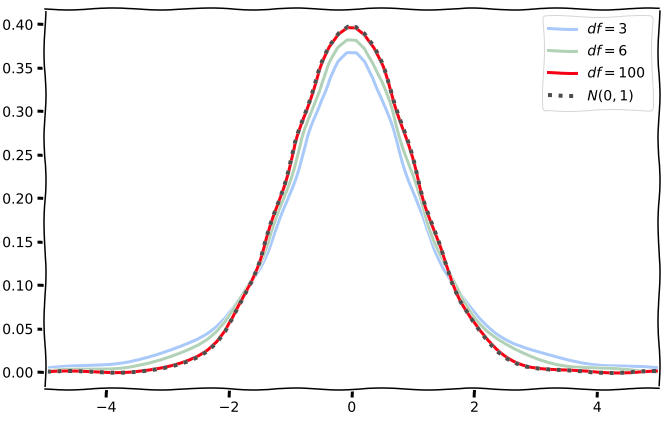 0.40
0.35
0.30
0.25
0.20
0.15
0.10
0.05
0.00
−4 −2 0 2 4
df = 3
df = 6
df = 100
N(0, 1)